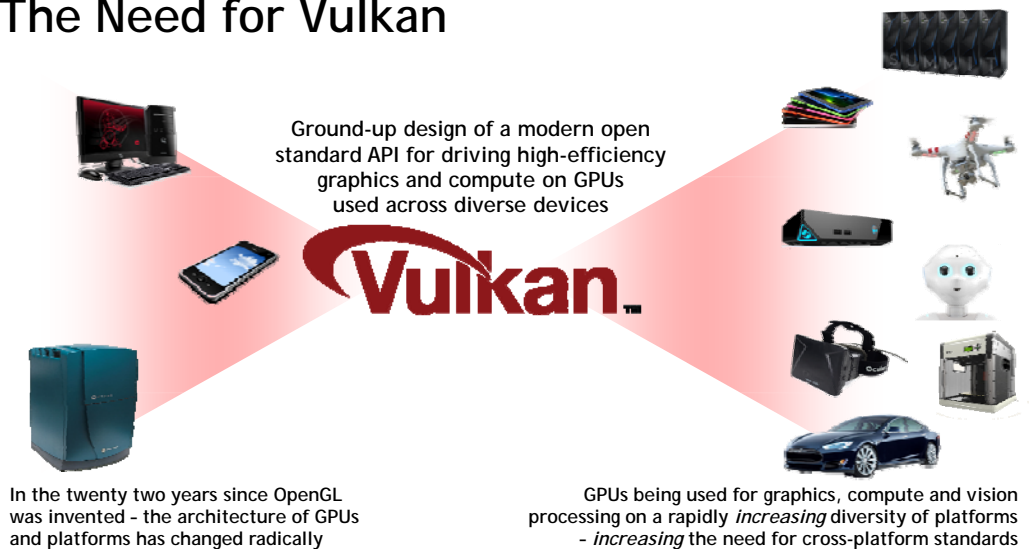 The Need for Vulkan
SUMMIT
Ground-up design of a modern open
standard API for driving high-efficiency
graphics and compute on GPUs
used across diverse devices
Vulkan™
In the twenty two years since OpenGL
was invented - the architecture of GPUs
and platforms has changed radically
GPUs being used for graphics, compute and vision
processing on a rapidly increasing diversity of platforms
- increasing the need for cross-platform standards